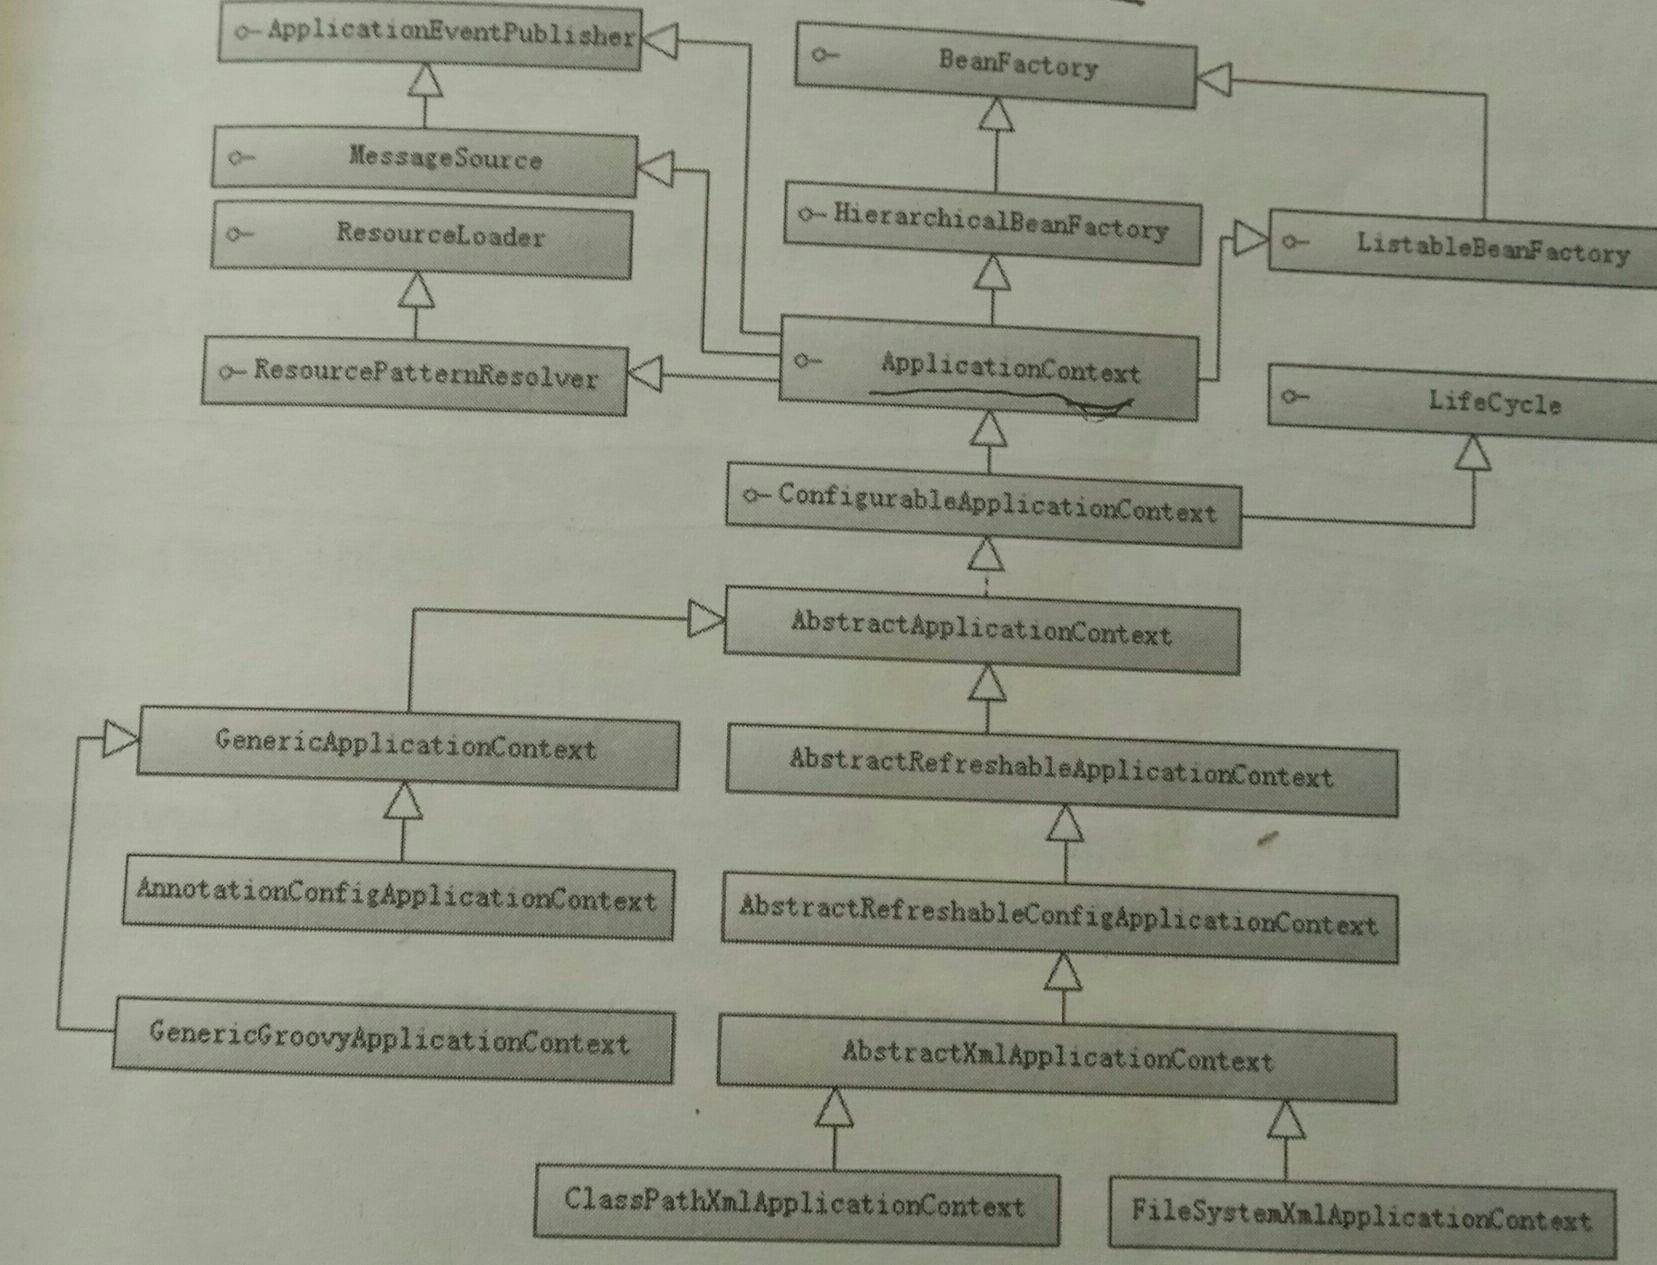 ApplicationEventPublisher
BeanFactory
MessageSource
HierarchicalBeanFactory
ResourceLoader
ListableBeanFactory
ResourcePatternResolver
ApplicationContext
LifeCycle
ConfigurableApplicationContext
AbstractApplicationContext
GenericApplicationContext
AbstractRefreshableApplicationContext
AnnotationConfigApplicationContext
AbstractRefreshableConfigApplicationContext
GenericGroovyApplicationContext
AbstractXmlApplicationContext
ClassPathXmlApplicationContext
FileSystemXmlApplicationContext